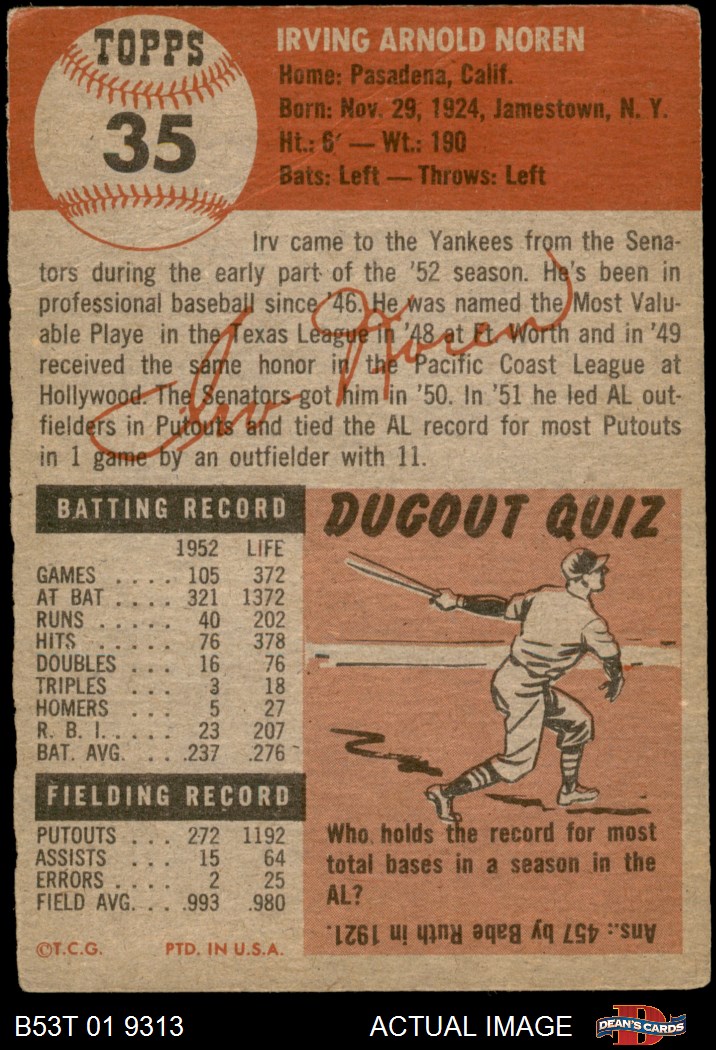 TOPPS
35
IRVING ARNOLD NOREN
Home: Pasadena, Calif.
Born: Nov. 29, 1924, Jamestown, N. Y.
Ht.: 6' — Wt.: 190
Bats: Left — Throws: Left
Irv came to the Yankees from the Sena-
tors during the early part of the '52 season. He's been in
professional baseball since '46. He was named the Most Valu-
able Playe in the Texas League in '48 at Ft. Worth and in '49
received the same honor in the Pacific Coast League at
Hollywood. The Senators got him in '50. In '51 he led AL out-
fielders in Putouts and tied the AL record for most Putouts
in 1 game by an outfielder with 11.
Irv Noren
BATTING RECORD
1952 LIFE
GAMES .... 105 372
AT BAT .... 321 1372
RUNS .... 40 202
HITS .... 76 378
DOUBLES ... 16 76
TRIPLES ... 3 18
HOMERS ... 5 27
R. B. I. .... 23 207
BAT. AVG. ... .237 .276
FIELDING RECORD
PUTOUTS ... 272 1192
ASSISTS ... 15 64
ERRORS .... 2 25
FIELD AVG. ... .993 .980
©T.C.G. PTD. IN U.S.A.
DUGOUT QUIZ
Who holds the record for most
total bases in a season in the
AL?
Ans.: 457 by Babe Ruth in 1921.
B53T 01 9313 ACTUAL IMAGE
D
DEAN'S CARDS